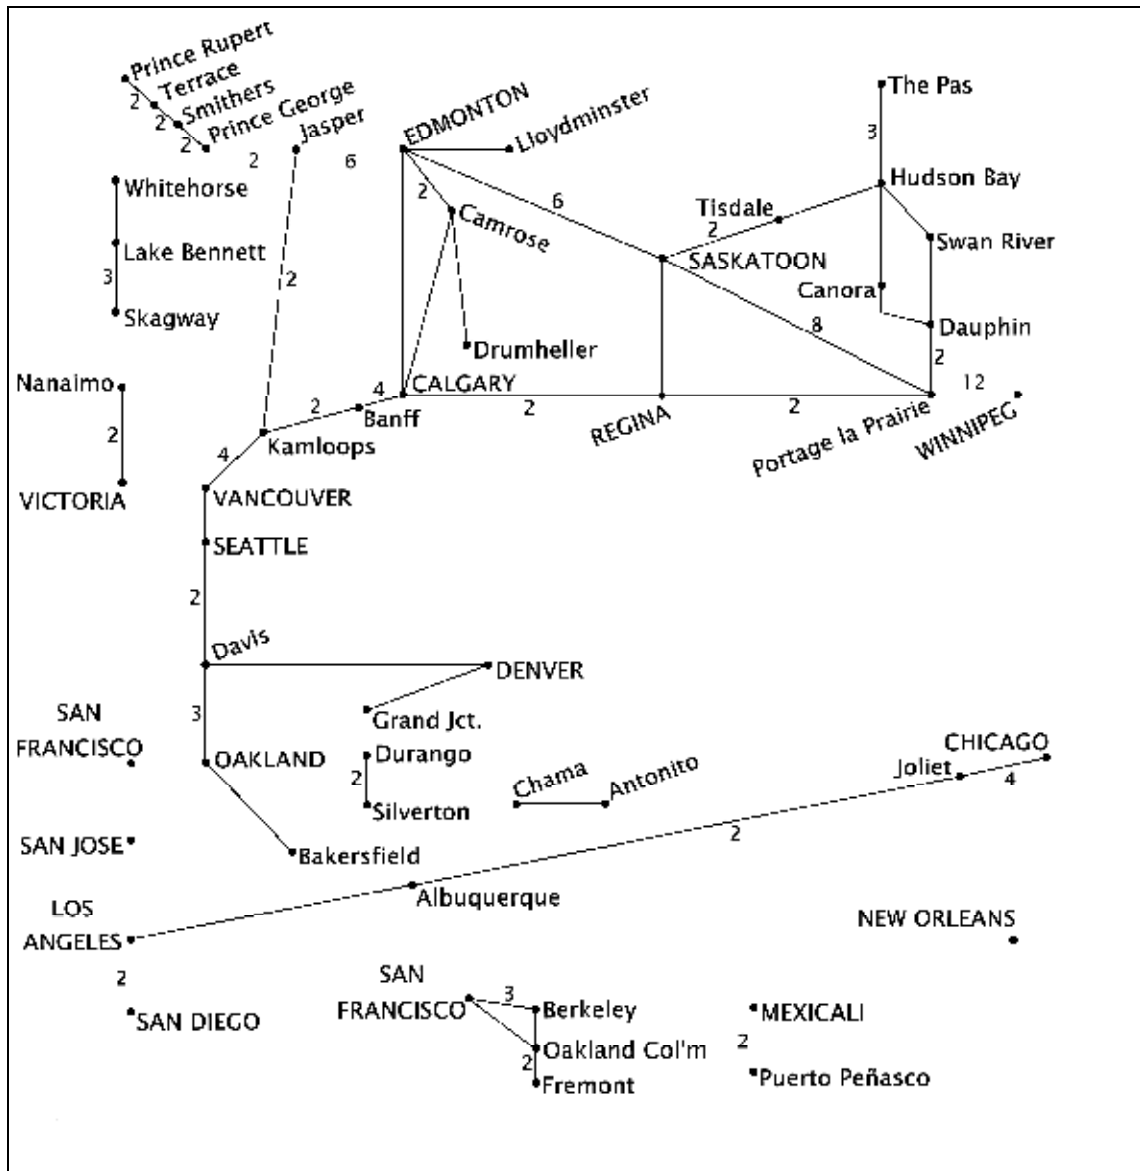 Prince Rupert
2
Terrace
2
Smithers
2
Prince George
2
Jasper
6
EDMONTON
Lloydminster
The Pas
3
Whitehorse
2
Camrose
6
Tisdale
2
Hudson Bay
Lake Bennett
3
2
SASKATOON
Swan River
Canora
Skagway
Drumheller
8
Dauphin
2
Nanaimo
4
CALGARY
12
2
2
Banff
2
REGINA
2
Portage la Prairie
WINNIPEG
Kamloops
4
VICTORIA
VANCOUVER
SEATTLE
2
Davis
DENVER
SAN
FRANCISCO
3
Grand Jct.
OAKLAND
Durango
2
Silverton
Chama
Antonito
Joliet
CHICAGO
4
SAN JOSE
Bakersfield
2
Albuquerque
LOS
ANGELES
NEW ORLEANS
2
SAN DIEGO
SAN
FRANCISCO
3
Berkeley
Oakland Col'm
2
Fremont
MEXICALI
2
Puerto Peñasco